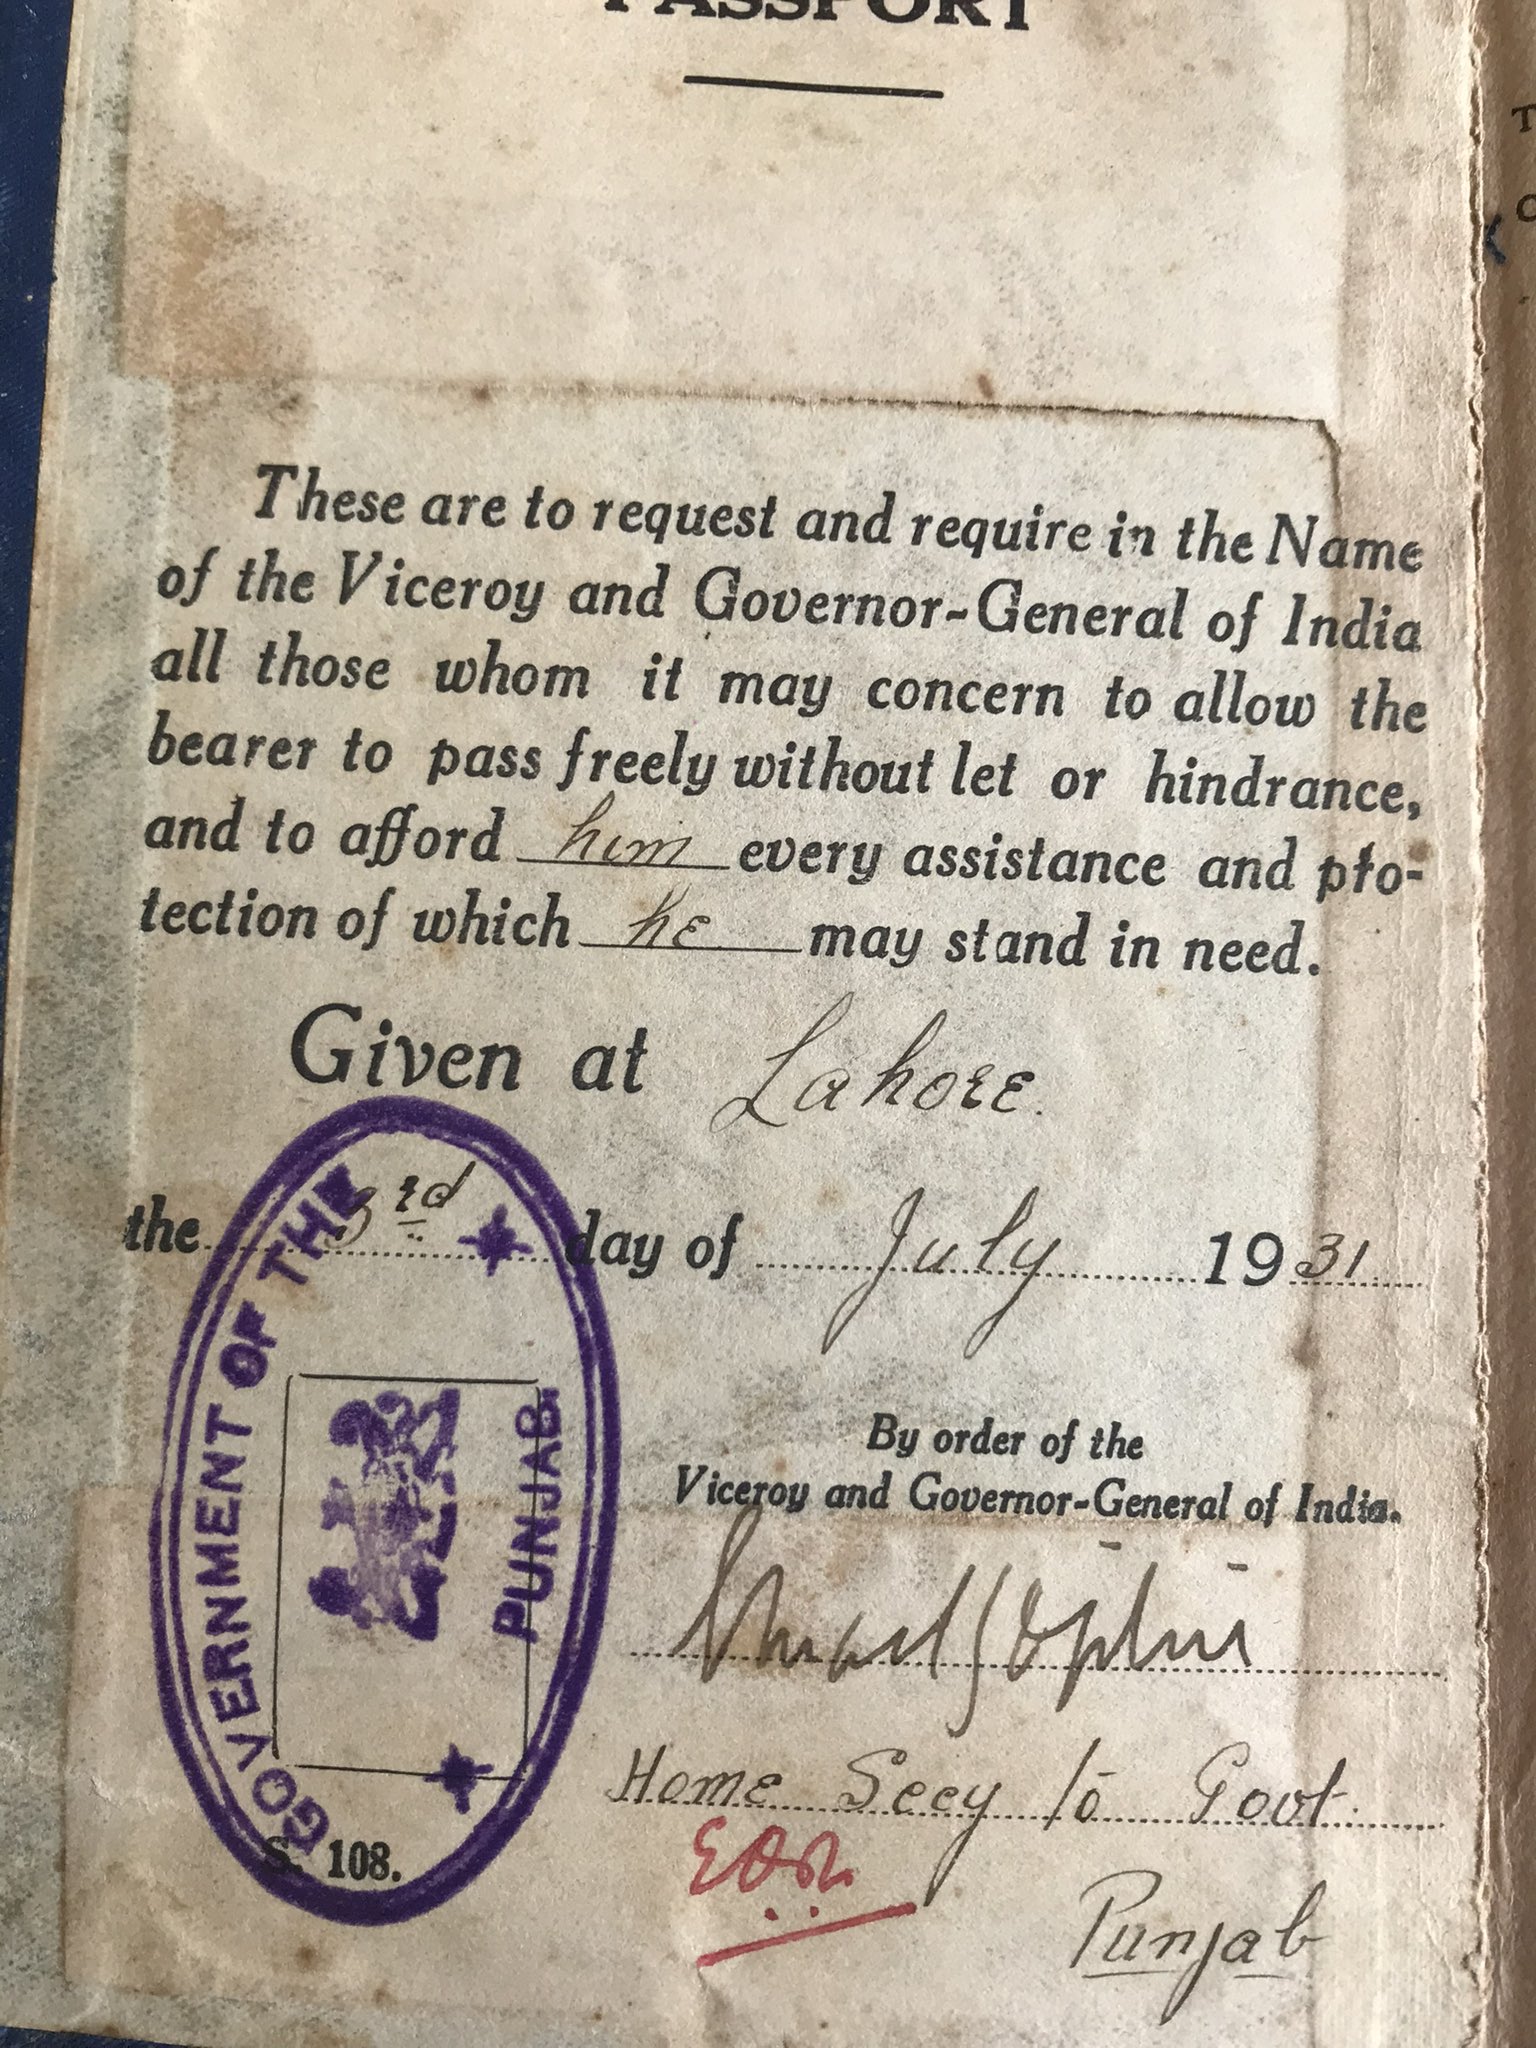 PASSPORT
These are to request and require in the Name
of the Viceroy and Governor-General of India
all those whom it may concern to allow the
bearer to pass freely without let or hindrance,
and to afford him every assistance and pro-
tection of which he may stand in need.
Given at Lahore.
the 3rd day of July 1931
By order of the
Viceroy and Governor-General of India.
Home Secy to Govt.
Punjab
GOVERNMENT OF THE
PUNJAB.
S. 108.